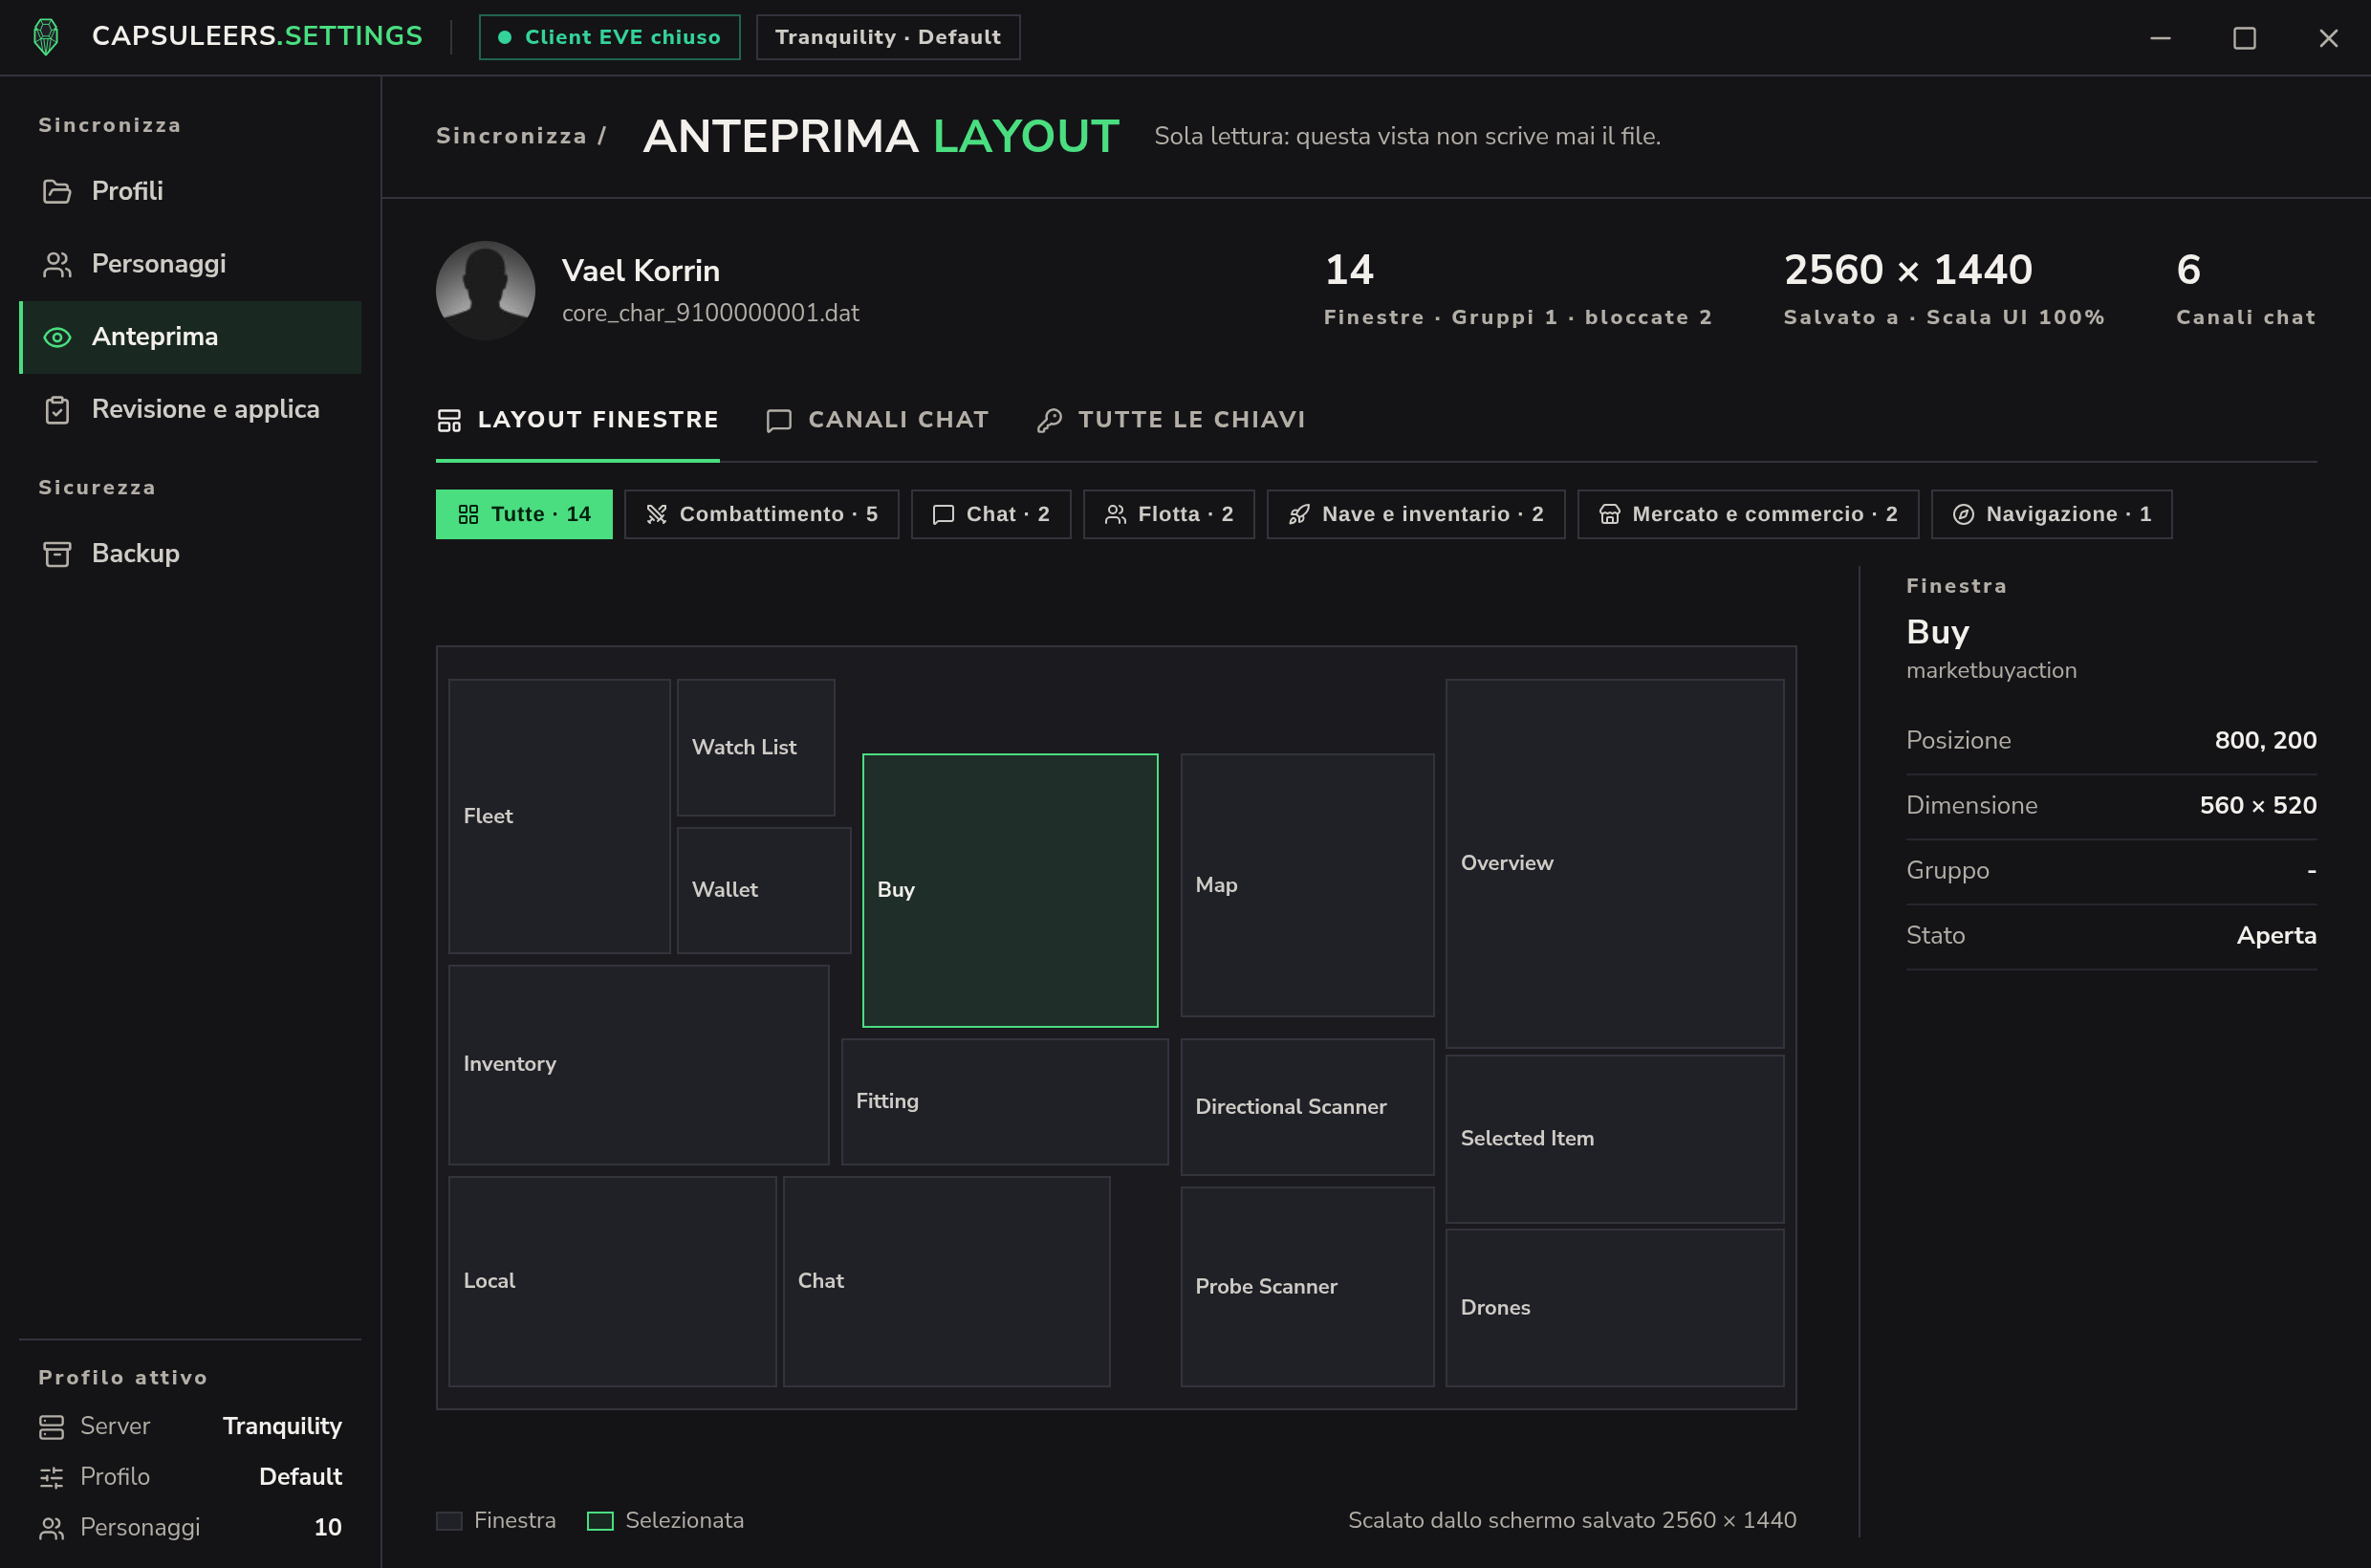 CAPSULEERS.SETTINGS
Client EVE chiuso
Tranquility · Default
Sincronizza
Profili
Personaggi
Anteprima
Revisione e applica
Sicurezza
Backup
Profilo attivo
Server Tranquility
Profilo Default
Personaggi 10
Sincronizza / ANTEPRIMA LAYOUT Sola lettura: questa vista non scrive mai il file.
Vael Korrin
core_char_9100000001.dat
14
Finestre · Gruppi 1 · bloccate 2
2560 × 1440
Salvato a · Scala UI 100%
6
Canali chat
LAYOUT FINESTRE
CANALI CHAT
TUTTE LE CHIAVI
Tutte · 14
Combattimento · 5
Chat · 2
Flotta · 2
Nave e inventario · 2
Mercato e commercio · 2
Navigazione · 1
Fleet
Watch List
Wallet
Buy
Map
Overview
Inventory
Fitting
Directional Scanner
Selected Item
Local
Chat
Probe Scanner
Drones
Finestra
Selezionata
Scalato dallo schermo salvato 2560 × 1440
Finestra
Buy
marketbuyaction
Posizione 800, 200
Dimensione 560 × 520
Gruppo -
Stato Aperta